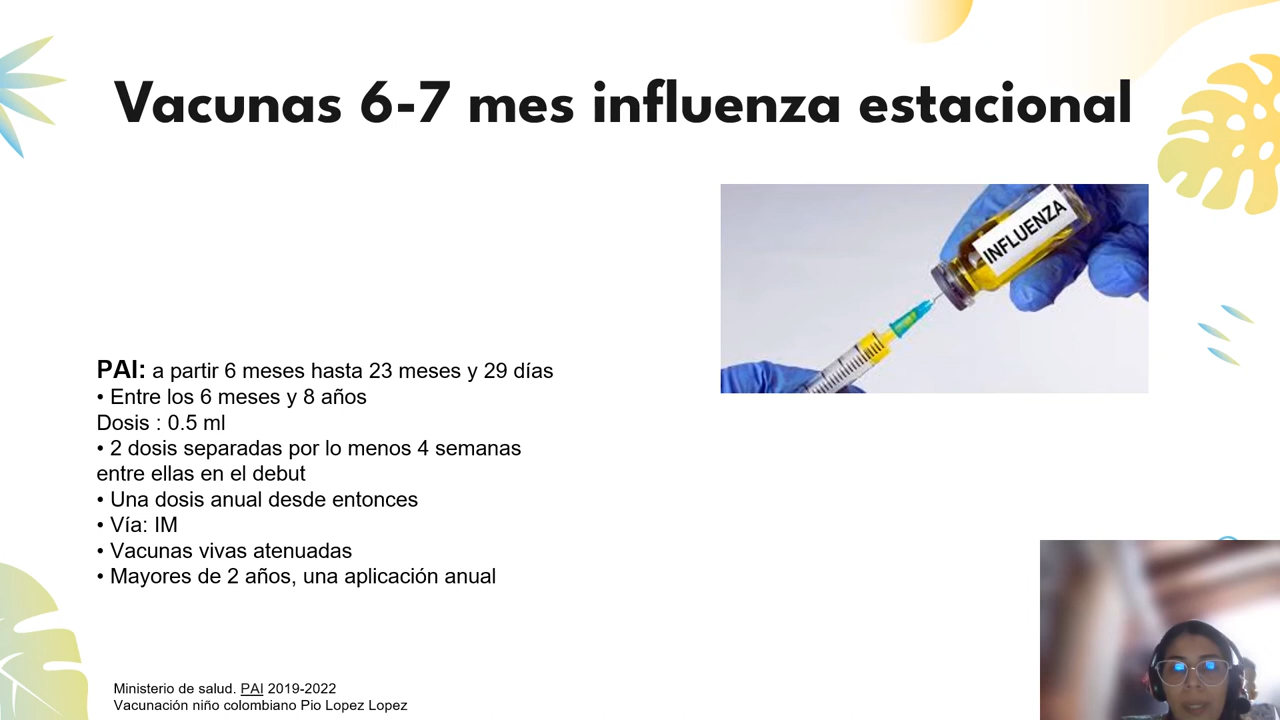 Vacunas 6-7 mes influenza estacional
INFLUENZA
PAI: a partir 6 meses hasta 23 meses y 29 días
• Entre los 6 meses y 8 años
Dosis : 0.5 ml
• 2 dosis separadas por lo menos 4 semanas
entre ellas en el debut
• Una dosis anual desde entonces
• Vía: IM
• Vacunas vivas atenuadas
• Mayores de 2 años, una aplicación anual
Ministerio de salud. PAI 2019-2022
Vacunación niño colombiano Pio Lopez Lopez